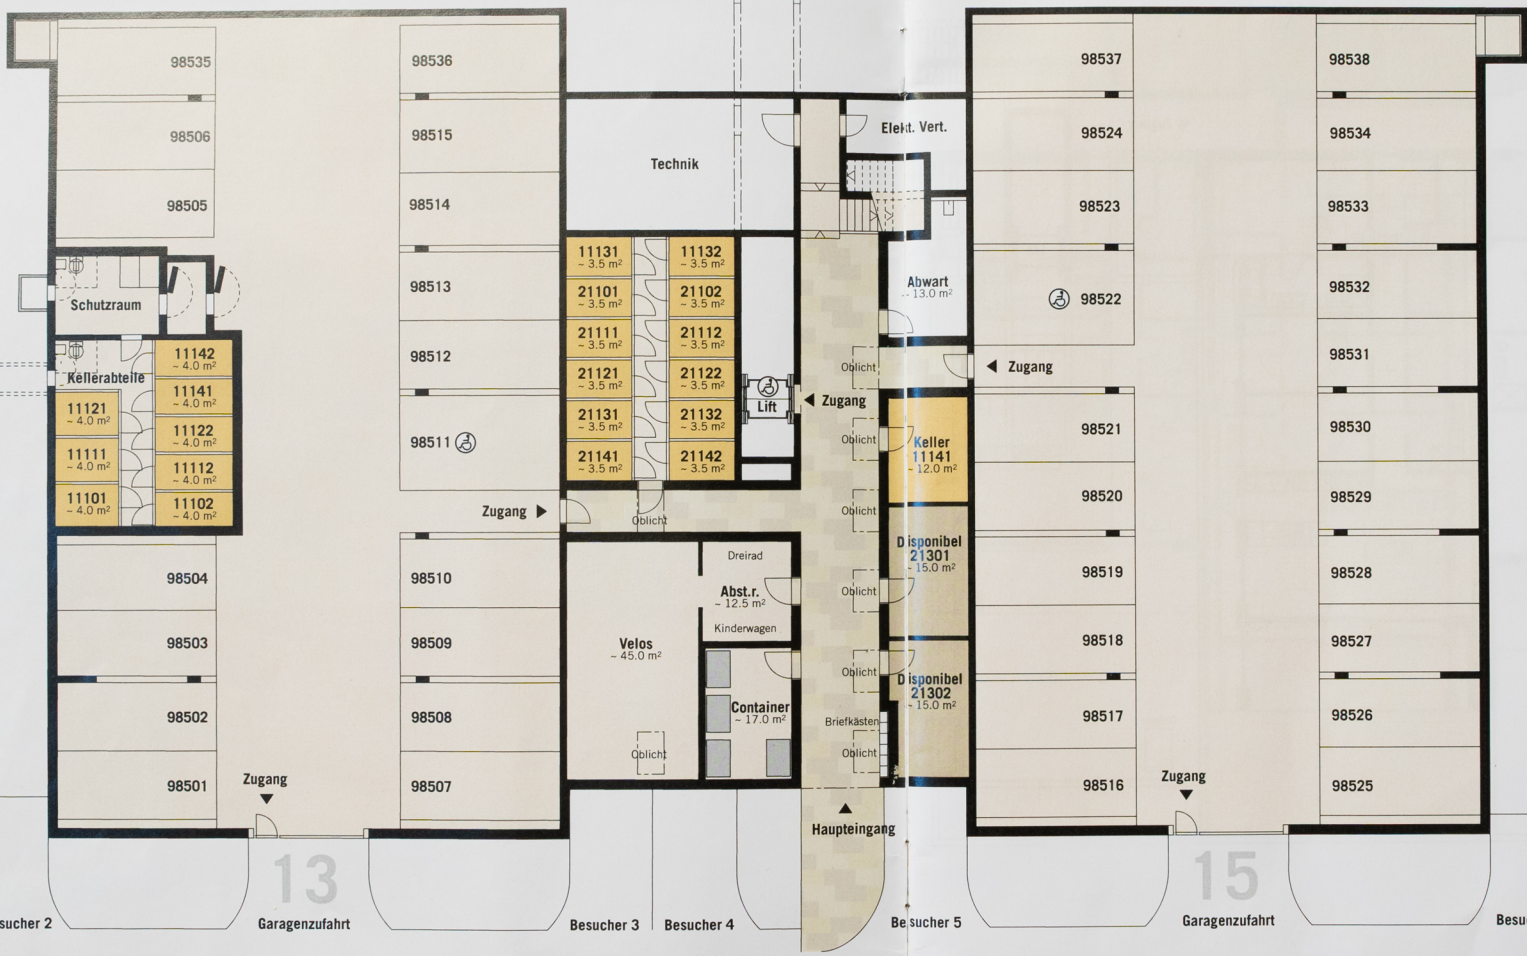 98535
98506
98505
Schutzraum
Kellerabteile
11121
~ 4.0 m²
11111
~ 4.0 m²
11101
~ 4.0 m²
11142
~ 4.0 m²
11141
~ 4.0 m²
11122
~ 4.0 m²
11112
~ 4.0 m²
11102
~ 4.0 m²
98504
98503
98502
98501
Zugang
98536
98515
98514
98513
98512
98511
Zugang
98510
98509
98508
98507
13
Garagenzufahrt
sucher 2
Technik
11131
~ 3.5 m²
21101
~ 3.5 m²
21111
~ 3.5 m²
21121
~ 3.5 m²
21131
~ 3.5 m²
21141
~ 3.5 m²
11132
~ 3.5 m²
21102
~ 3.5 m²
21112
~ 3.5 m²
21122
~ 3.5 m²
21132
~ 3.5 m²
21142
~ 3.5 m²
Lift
Zugang
Oblicht
Velos
~ 45.0 m²
Oblicht
Dreirad
Abst.r.
~ 12.5 m²
Kinderwagen
Container
~ 17.0 m²
Elekt. Vert.
Abwart
~ 13.0 m²
Oblicht
Oblicht
Oblicht
Oblicht
Oblicht
Briefkästen
Oblicht
Keller
11141
~ 12.0 m²
Disponibel
21301
~ 15.0 m²
Disponibel
21302
~ 15.0 m²
Haupteingang
Besucher 3
Besucher 4
Besucher 5
98537
98524
98523
98522
Zugang
98521
98520
98519
98518
98517
98516
Zugang
98538
98534
98533
98532
98531
98530
98529
98528
98527
98526
98525
15
Garagenzufahrt
Besu